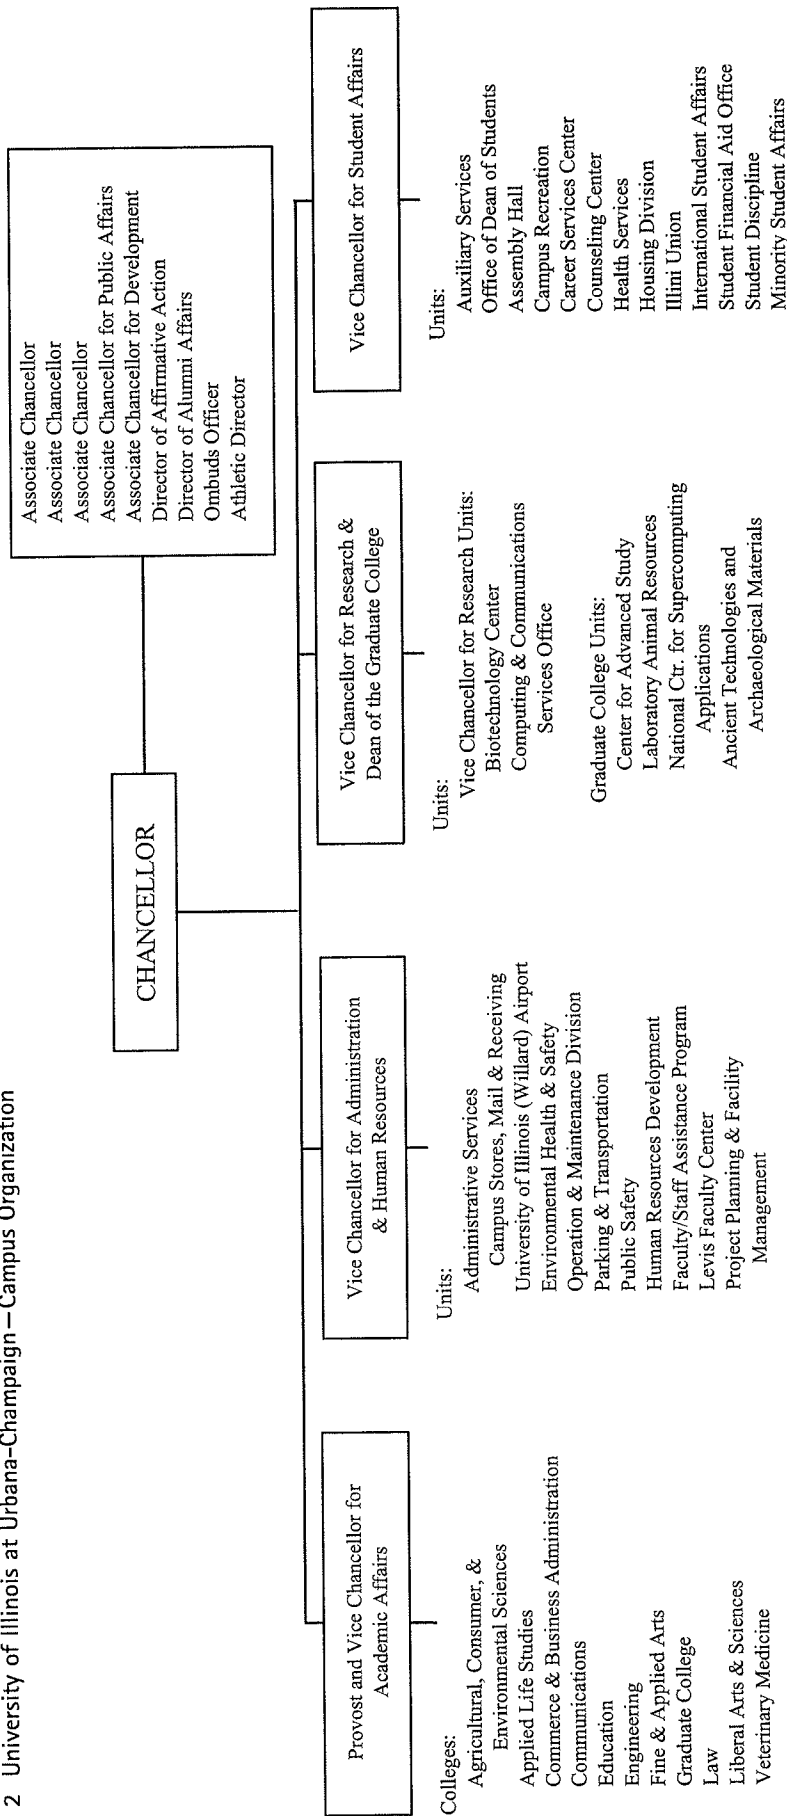 2 University of Illinois at Urbana-Champaign—Campus Organization
CHANCELLOR
Associate Chancellor
Associate Chancellor
Associate Chancellor
Associate Chancellor for Public Affairs
Associate Chancellor for Development
Director of Affirmative Action
Director of Alumni Affairs
Ombuds Officer
Athletic Director
Provost and Vice Chancellor for
Academic Affairs
Colleges:
Agricultural, Consumer, &
Environmental Sciences
Applied Life Studies
Commerce & Business Administration
Communications
Education
Engineering
Fine & Applied Arts
Graduate College
Law
Liberal Arts & Sciences
Veterinary Medicine
Vice Chancellor for Administration
& Human Resources
Units:
Administrative Services
Campus Stores, Mail & Receiving
University of Illinois (Willard) Airport
Environmental Health & Safety
Operation & Maintenance Division
Parking & Transportation
Public Safety
Human Resources Development
Faculty/Staff Assistance Program
Levis Faculty Center
Project Planning & Facility
Management
Vice Chancellor for Research &
Dean of the Graduate College
Units:
Vice Chancellor for Research Units:
Biotechnology Center
Computing & Communications
Services Office
Graduate College Units:
Center for Advanced Study
Laboratory Animal Resources
National Ctr. for Supercomputing
Applications
Ancient Technologies and
Archaeological Materials
Vice Chancellor for Student Affairs
Units:
Auxiliary Services
Office of Dean of Students
Assembly Hall
Campus Recreation
Career Services Center
Counseling Center
Health Services
Housing Division
Illini Union
International Student Affairs
Student Financial Aid Office
Student Discipline
Minority Student Affairs